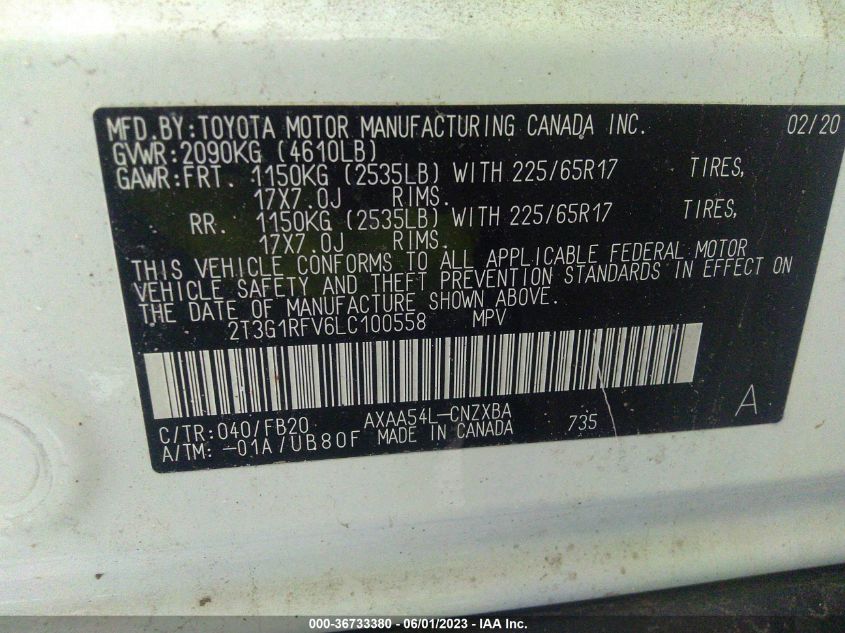 MFD.BY:TOYOTA MOTOR MANUFACTURING CANADA INC. 02/20
GVWR:2090KG (4610LB)
GAWR:FRT. 1150KG (2535LB) WITH 225/65R17 TIRES,
17X7.0J RIMS.
RR. 1150KG (2535LB) WITH 225/65R17 TIRES,
17X7.0J RIMS.
THIS VEHICLE CONFORMS TO ALL APPLICABLE FEDERAL MOTOR
VEHICLE SAFETY AND THEFT PREVENTION STANDARDS IN EFFECT ON
THE DATE OF MANUFACTURE SHOWN ABOVE.
2T3G1RFV6LC100558 MPV
C/TR:040/FB20 AXAA54L-CNZXBA A
A/TM: -01A/UB80F MADE IN CANADA 735
000-36733380 - 06/01/2023 - IAA Inc.